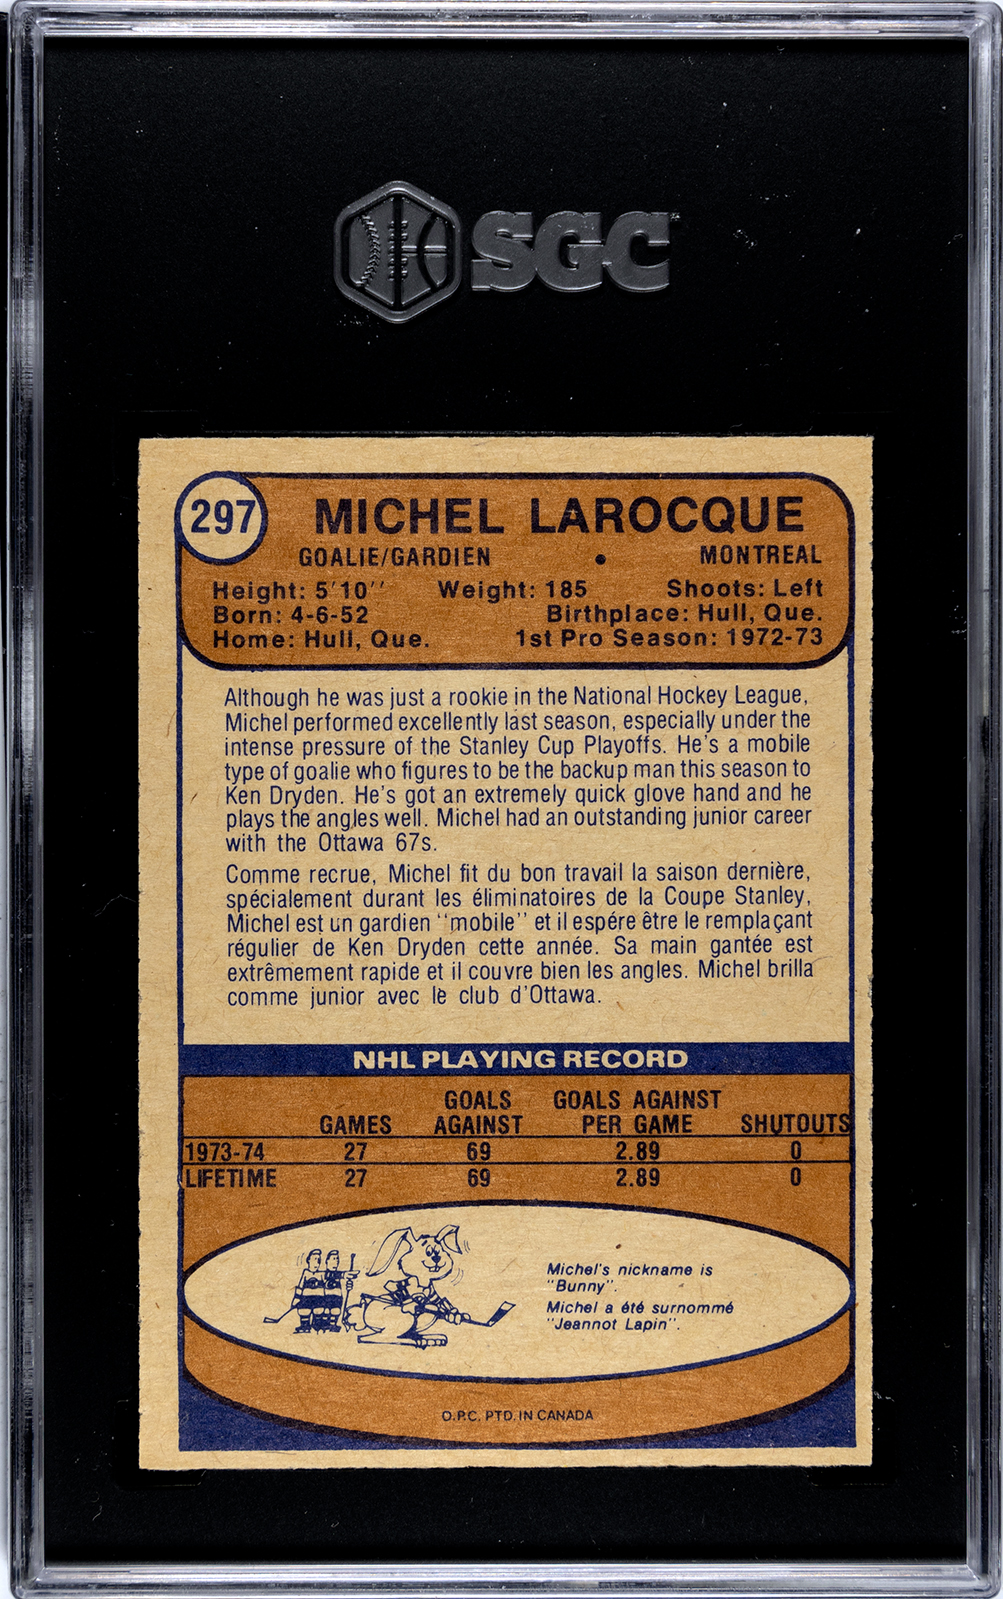 SGC
297
MICHEL LAROCQUE
GOALIE/GARDIEN • MONTREAL
Height: 5'10'' Weight: 185 Shoots: Left
Born: 4-6-52 Birthplace: Hull, Que.
Home: Hull, Que. 1st Pro Season: 1972-73
Although he was just a rookie in the National Hockey League,
Michel performed excellently last season, especially under the
intense pressure of the Stanley Cup Playoffs. He's a mobile
type of goalie who figures to be the backup man this season to
Ken Dryden. He's got an extremely quick glove hand and he
plays the angles well. Michel had an outstanding junior career
with the Ottawa 67s.
Comme recrue, Michel fit du bon travail la saison dernière,
spécialement durant les éliminatoires de la Coupe Stanley,
Michel est un gardien "mobile" et il espére être le remplaçant
régulier de Ken Dryden cette année. Sa main gantée est
extrêmement rapide et il couvre bien les angles. Michel brilla
comme junior avec lè club d'Ottawa.
NHL PLAYING RECORD
GOALS GOALS AGAINST
GAMES AGAINST PER GAME SHUTOUTS
1973-74 27 69 2.89 0
LIFETIME 27 69 2.89 0
Michel's nickname is
"Bunny".
Michel a été surnommé
"Jeannot Lapin".
O.P.C. PTD. IN CANADA